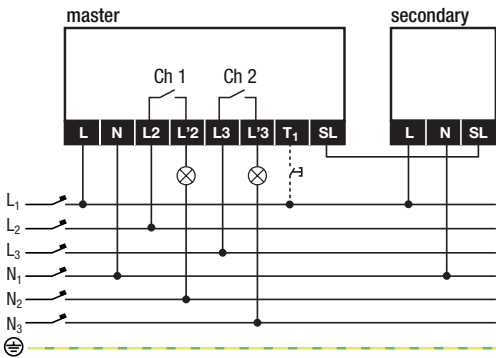 master secondary
Ch 1 Ch 2
L N L2 L'2 L3 L'3 T₁ SL L N SL
L₁
L₂
L₃
N₁
N₂
N₃